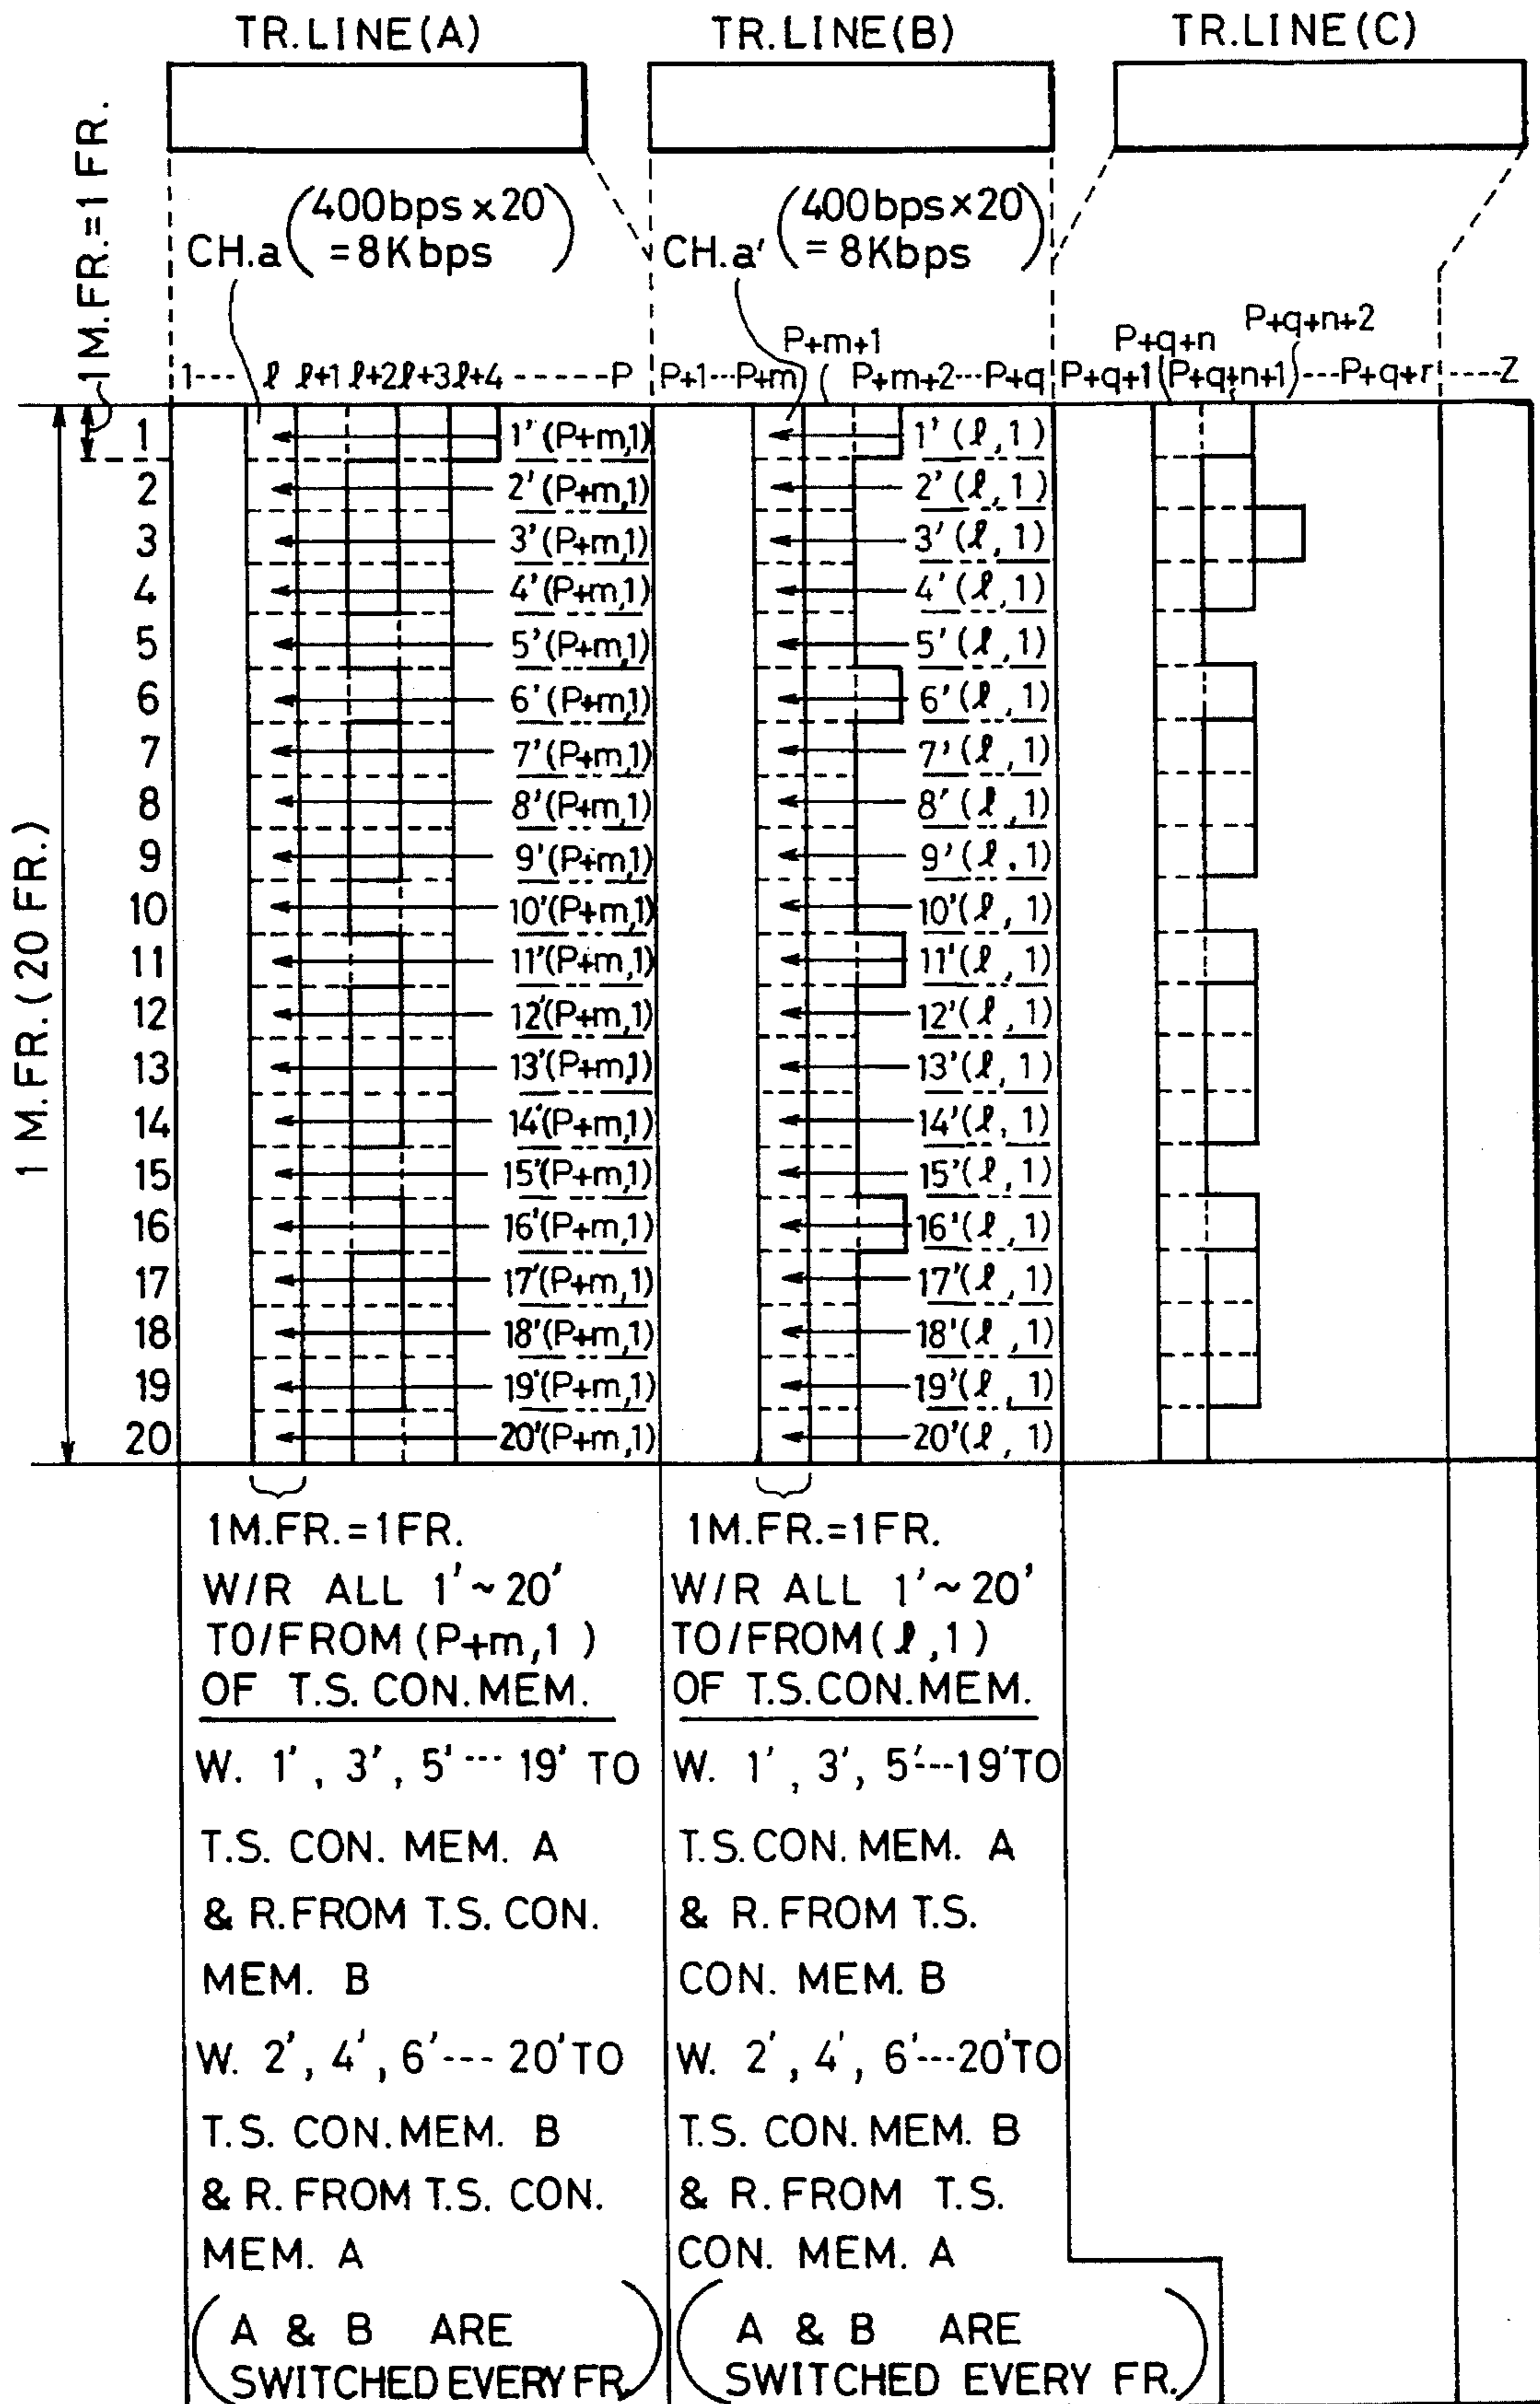 TR.LINE(A) TR.LINE(B) TR.LINE(C)
1M.FR.=1FR.
CH.a (400bps×20 =8Kbps)
CH.a' (400bps×20 =8Kbps)
P+m+1 P+q+n P+q+n+2
1--- ℓ ℓ+1 ℓ+2 ℓ+3 ℓ+4 -----P P+1---P+m P+m+2---P+q P+q+1 P+q+n+1 ---P+q+r ----Z
1 M.FR.(20 FR.)
1 1'(P+m,1) 1'(ℓ,1)
2 2'(P+m,1) 2'(ℓ,1)
3 3'(P+m,1) 3'(ℓ,1)
4 4'(P+m,1) 4'(ℓ,1)
5 5'(P+m,1) 5'(ℓ,1)
6 6'(P+m,1) 6'(ℓ,1)
7 7'(P+m,1) 7'(ℓ,1)
8 8'(P+m,1) 8'(ℓ,1)
9 9'(P+m,1) 9'(ℓ,1)
10 10'(P+m,1) 10'(ℓ,1)
11 11'(P+m,1) 11'(ℓ,1)
12 12'(P+m,1) 12'(ℓ,1)
13 13'(P+m,1) 13'(ℓ,1)
14 14'(P+m,1) 14'(ℓ,1)
15 15'(P+m,1) 15'(ℓ,1)
16 16'(P+m,1) 16'(ℓ,1)
17 17'(P+m,1) 17'(ℓ,1)
18 18'(P+m,1) 18'(ℓ,1)
19 19'(P+m,1) 19'(ℓ,1)
20 20'(P+m,1) 20'(ℓ,1)
1M.FR.=1FR.
W/R ALL 1'~20'
TO/FROM(P+m,1)
OF T.S. CON.MEM.
W. 1', 3', 5'--- 19' TO
T.S. CON. MEM. A
& R.FROM T.S. CON.
MEM. B
W. 2', 4', 6'--- 20'TO
T.S. CON.MEM. B
& R.FROM T.S. CON.
MEM. A
(A & B ARE
SWITCHED EVERY FR.)
1M.FR.=1FR.
W/R ALL 1'~20'
TO/FROM(ℓ,1)
OF T.S.CON.MEM.
W. 1', 3', 5'---19'TO
T.S.CON.MEM. A
& R.FROM T.S.
CON. MEM. B
W. 2', 4', 6'---20'TO
T.S. CON.MEM. B
& R.FROM T.S.
CON. MEM. A
(A & B ARE
SWITCHED EVERY FR.)